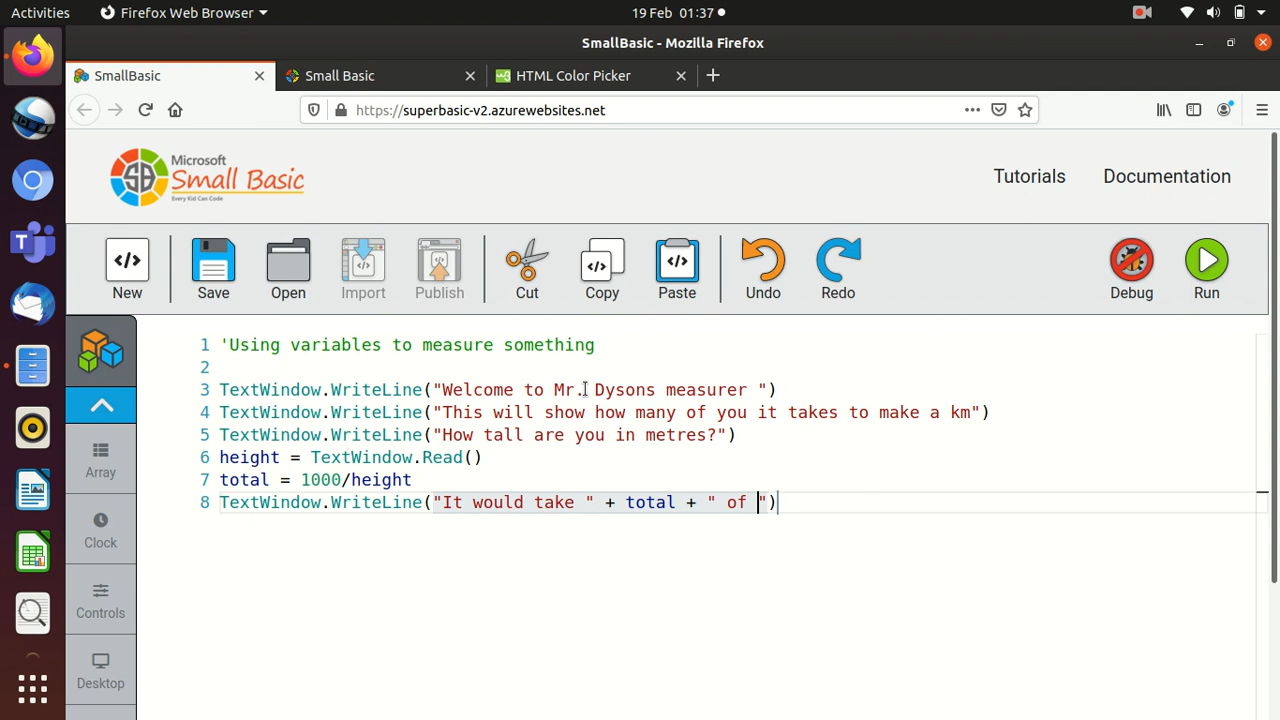 Activities Firefox Web Browser 19 Feb 01:37
SmallBasic - Mozilla Firefox
SmallBasic Small Basic HTML Color Picker
https://superbasic-v2.azurewebsites.net
Microsoft
Small Basic
Every Kid Can Code
Tutorials Documentation
New Save Open Import Publish Cut Copy Paste Undo Redo Debug Run
1 'Using variables to measure something
2
3 TextWindow.WriteLine("Welcome to Mr. Dysons measurer ")
4 TextWindow.WriteLine("This will show how many of you it takes to make a km")
5 TextWindow.WriteLine("How tall are you in metres?")
6 height = TextWindow.Read()
7 total = 1000/height
8 TextWindow.WriteLine("It would take " + total + " of ")
Array
Clock
Controls
Desktop